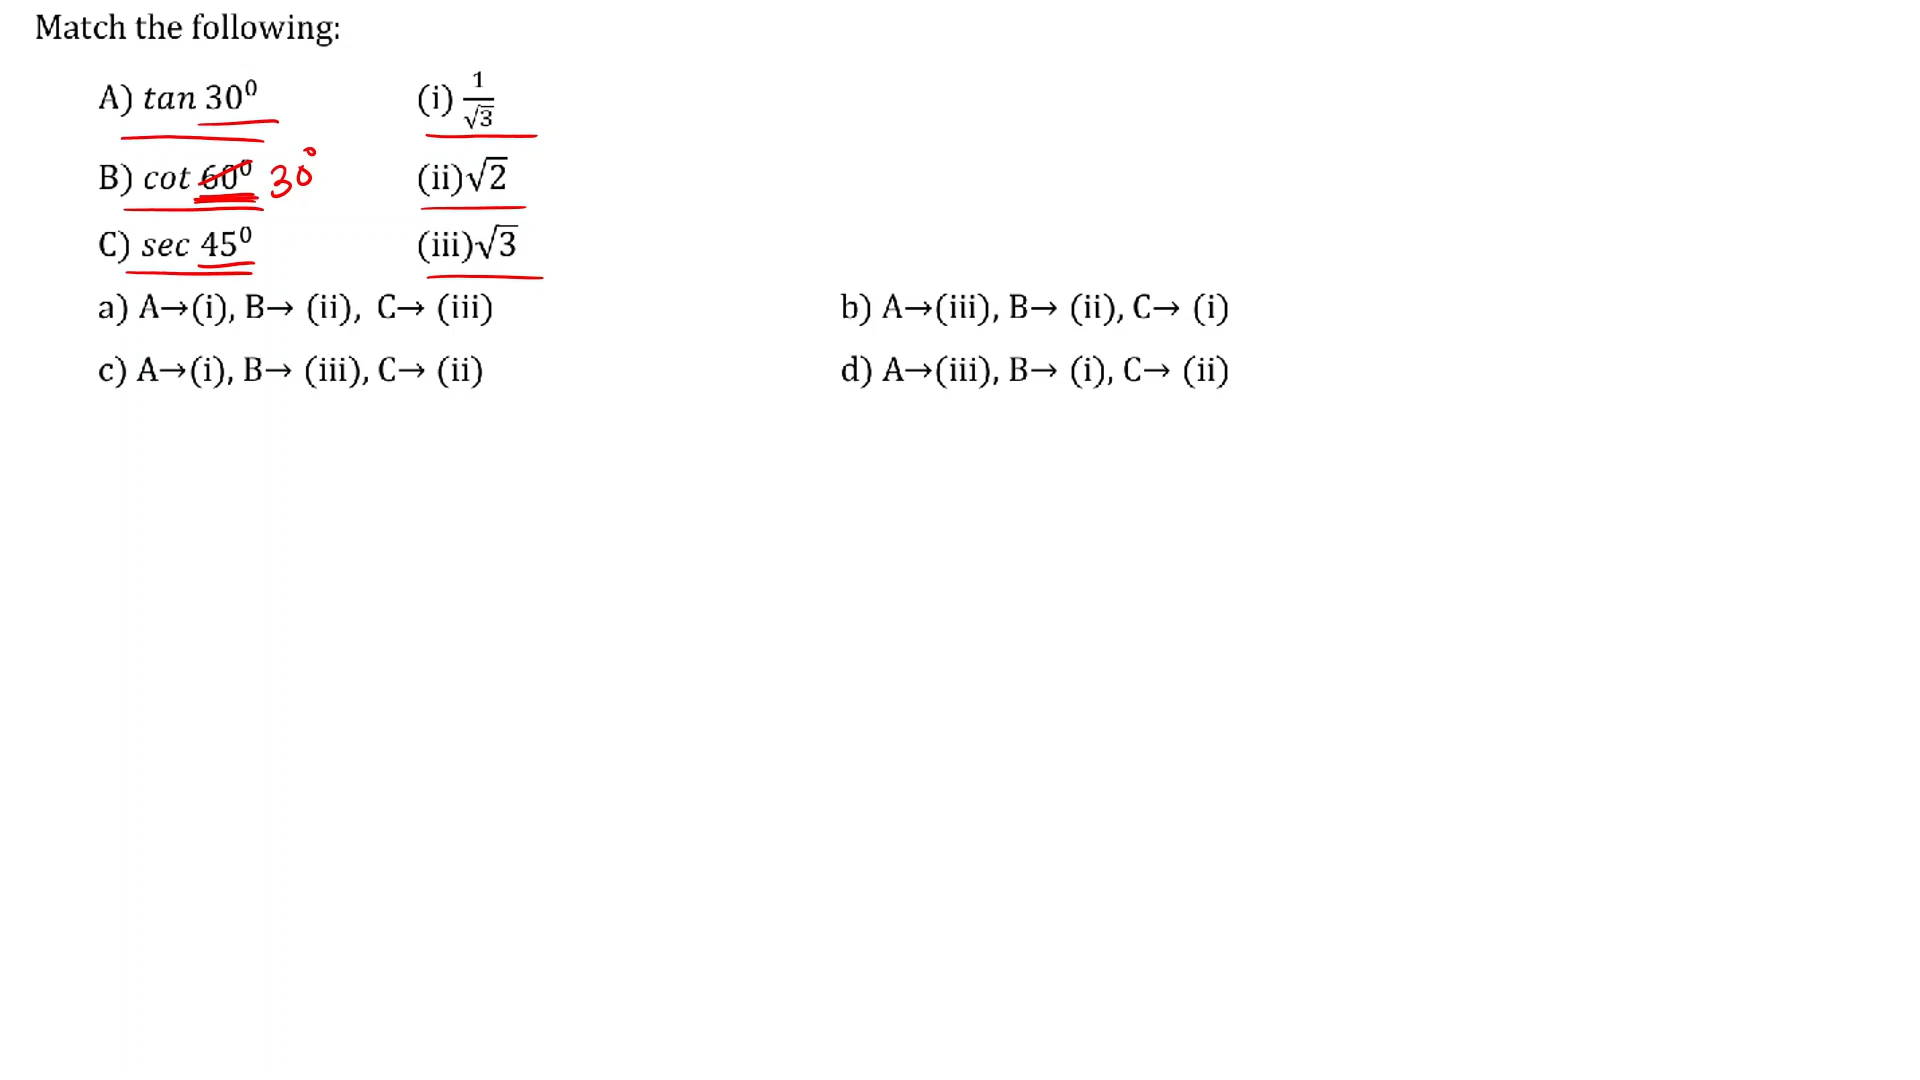 Match the following:
A) tan 30⁰ (i) 1/√3
B) cot 60⁰ 30° (ii)√2
C) sec 45⁰ (iii)√3
a) A→(i), B→ (ii), C→ (iii) b) A→(iii), B→ (ii), C→ (i)
c) A→(i), B→ (iii), C→ (ii) d) A→(iii), B→ (i), C→ (ii)